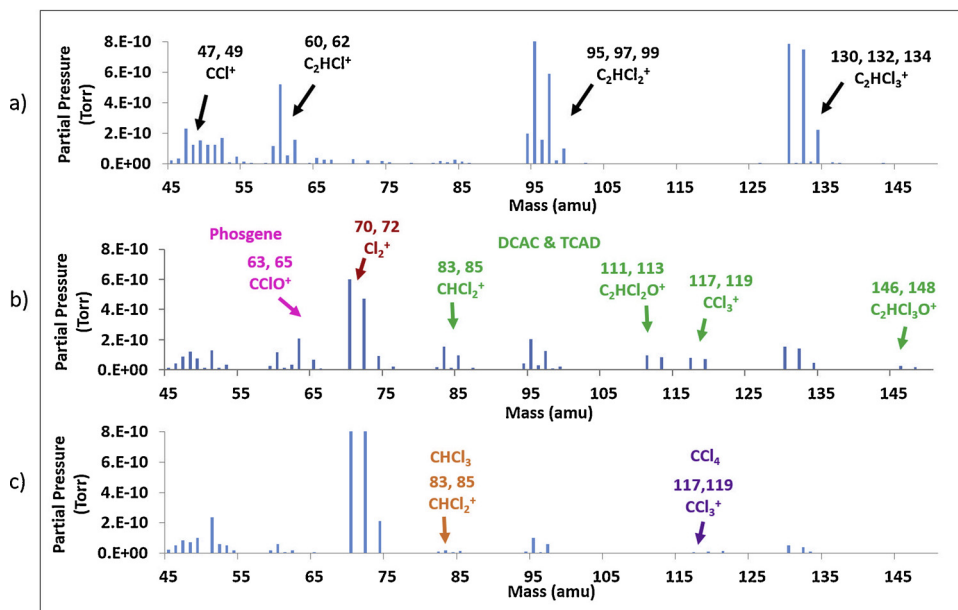 a)
Partial Pressure
(Torr)
8.E-10
6.E-10
4.E-10
2.E-10
0.E+00
47, 49
CCl⁺
60, 62
C₂HCl⁺
95, 97, 99
C₂HCl₂⁺
130, 132, 134
C₂HCl₃⁺
45 55 65 75 85 95 105 115 125 135 145
Mass (amu)
b)
Partial Pressure
(Torr)
8.E-10
6.E-10
4.E-10
2.E-10
0.E+00
Phosgene
63, 65
CClO⁺
70, 72
Cl₂⁺
DCAC & TCAD
83, 85
CHCl₂⁺
111, 113
C₂HCl₂O⁺
117, 119
CCl₃⁺
146, 148
C₂HCl₃O⁺
45 55 65 75 85 95 105 115 125 135 145
Mass (amu)
c)
Partial Pressure
(Torr)
8.E-10
6.E-10
4.E-10
2.E-10
0.E+00
CHCl₃
83, 85
CHCl₂⁺
CCl₄
117,119
CCl₃⁺
45 55 65 75 85 95 105 115 125 135 145
Mass (amu)